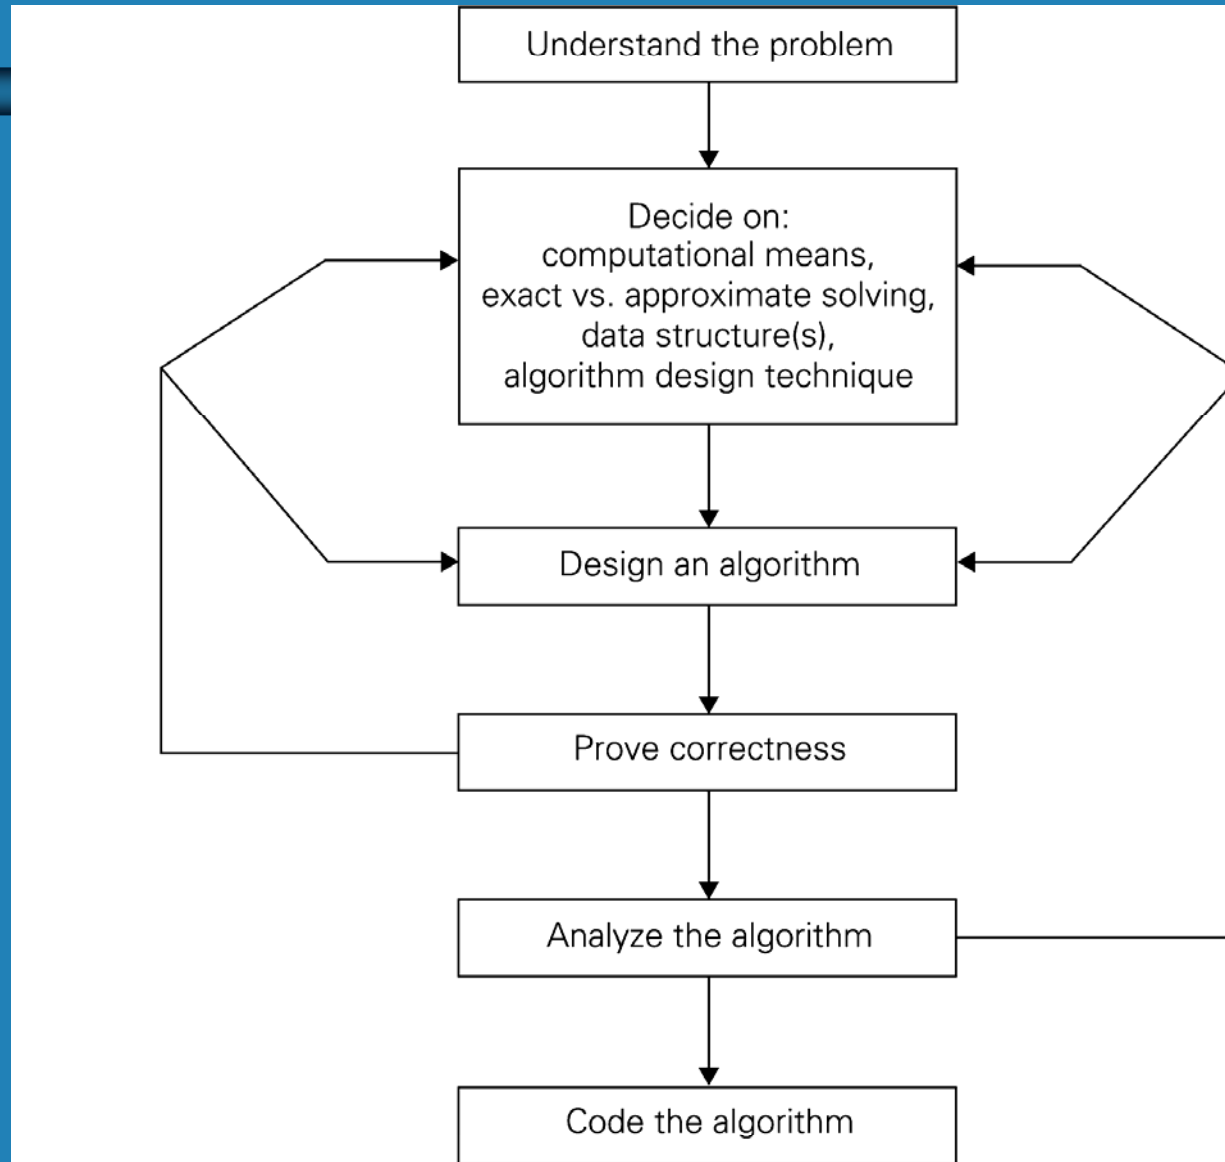 Understand the problem
Decide on:
computational means,
exact vs. approximate solving,
data structure(s),
algorithm design technique
Design an algorithm
Prove correctness
Analyze the algorithm
Code the algorithm